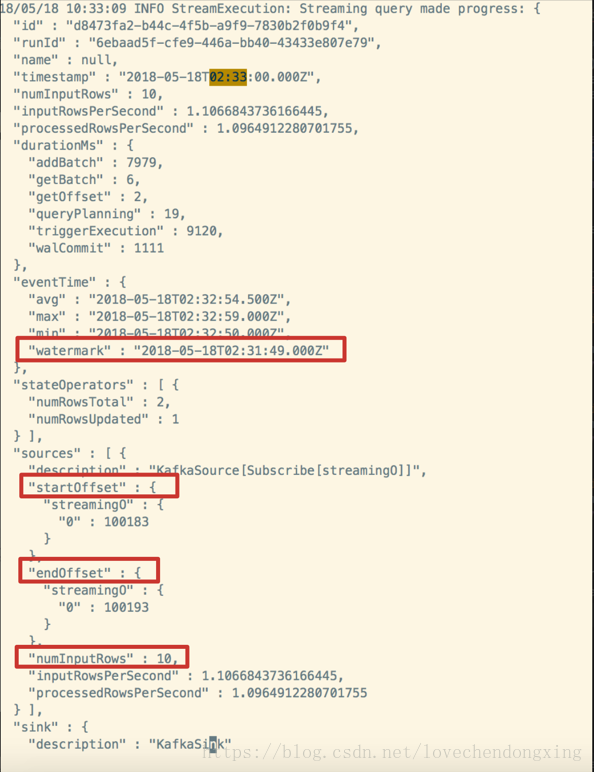 18/05/18 10:33:09 INFO StreamExecution: Streaming query made progress: {
  "id" : "d8473fa2-b44c-4f5b-a9f9-7830b2f0b9f4",
  "runId" : "6ebaad5f-cfe9-446a-bb40-43433e807e79",
  "name" : null,
  "timestamp" : "2018-05-18T02:33:00.000Z",
  "numInputRows" : 10,
  "inputRowsPerSecond" : 1.1066843736166445,
  "processedRowsPerSecond" : 1.0964912280701755,
  "durationMs" : {
    "addBatch" : 7979,
    "getBatch" : 6,
    "getOffset" : 2,
    "queryPlanning" : 19,
    "triggerExecution" : 9120,
    "walCommit" : 1111
  },
  "eventTime" : {
    "avg" : "2018-05-18T02:32:54.500Z",
    "max" : "2018-05-18T02:32:59.000Z",
    "min" : "2018-05-18T02:32:50.000Z",
    "watermark" : "2018-05-18T02:31:49.000Z"
  },
  "stateOperators" : [ {
    "numRowsTotal" : 2,
    "numRowsUpdated" : 1
  } ],
  "sources" : [ {
    "description" : "KafkaSource[Subscribe[streamingO]]",
    "startOffset" : {
      "streamingO" : {
        "0" : 100183
      }
    },
    "endOffset" : {
      "streamingO" : {
        "0" : 100193
      }
    },
    "numInputRows" : 10,
    "inputRowsPerSecond" : 1.1066843736166445,
    "processedRowsPerSecond" : 1.0964912280701755
  } ],
  "sink" : {
    "description" : "KafkaSink"
https://blog.csdn.net/lovechendongxing